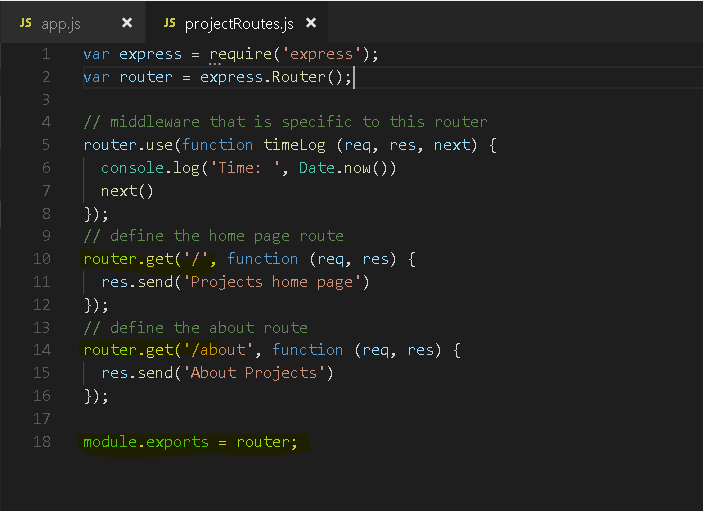 JS app.js × JS projectRoutes.js ×
1 var express = require('express');
2 var router = express.Router();
3
4 // middleware that is specific to this router
5 router.use(function timeLog (req, res, next) {
6 console.log('Time: ', Date.now())
7 next()
8 });
9 // define the home page route
10 router.get('/', function (req, res) {
11 res.send('Projects home page')
12 });
13 // define the about route
14 router.get('/about', function (req, res) {
15 res.send('About Projects')
16 });
17
18 module.exports = router;